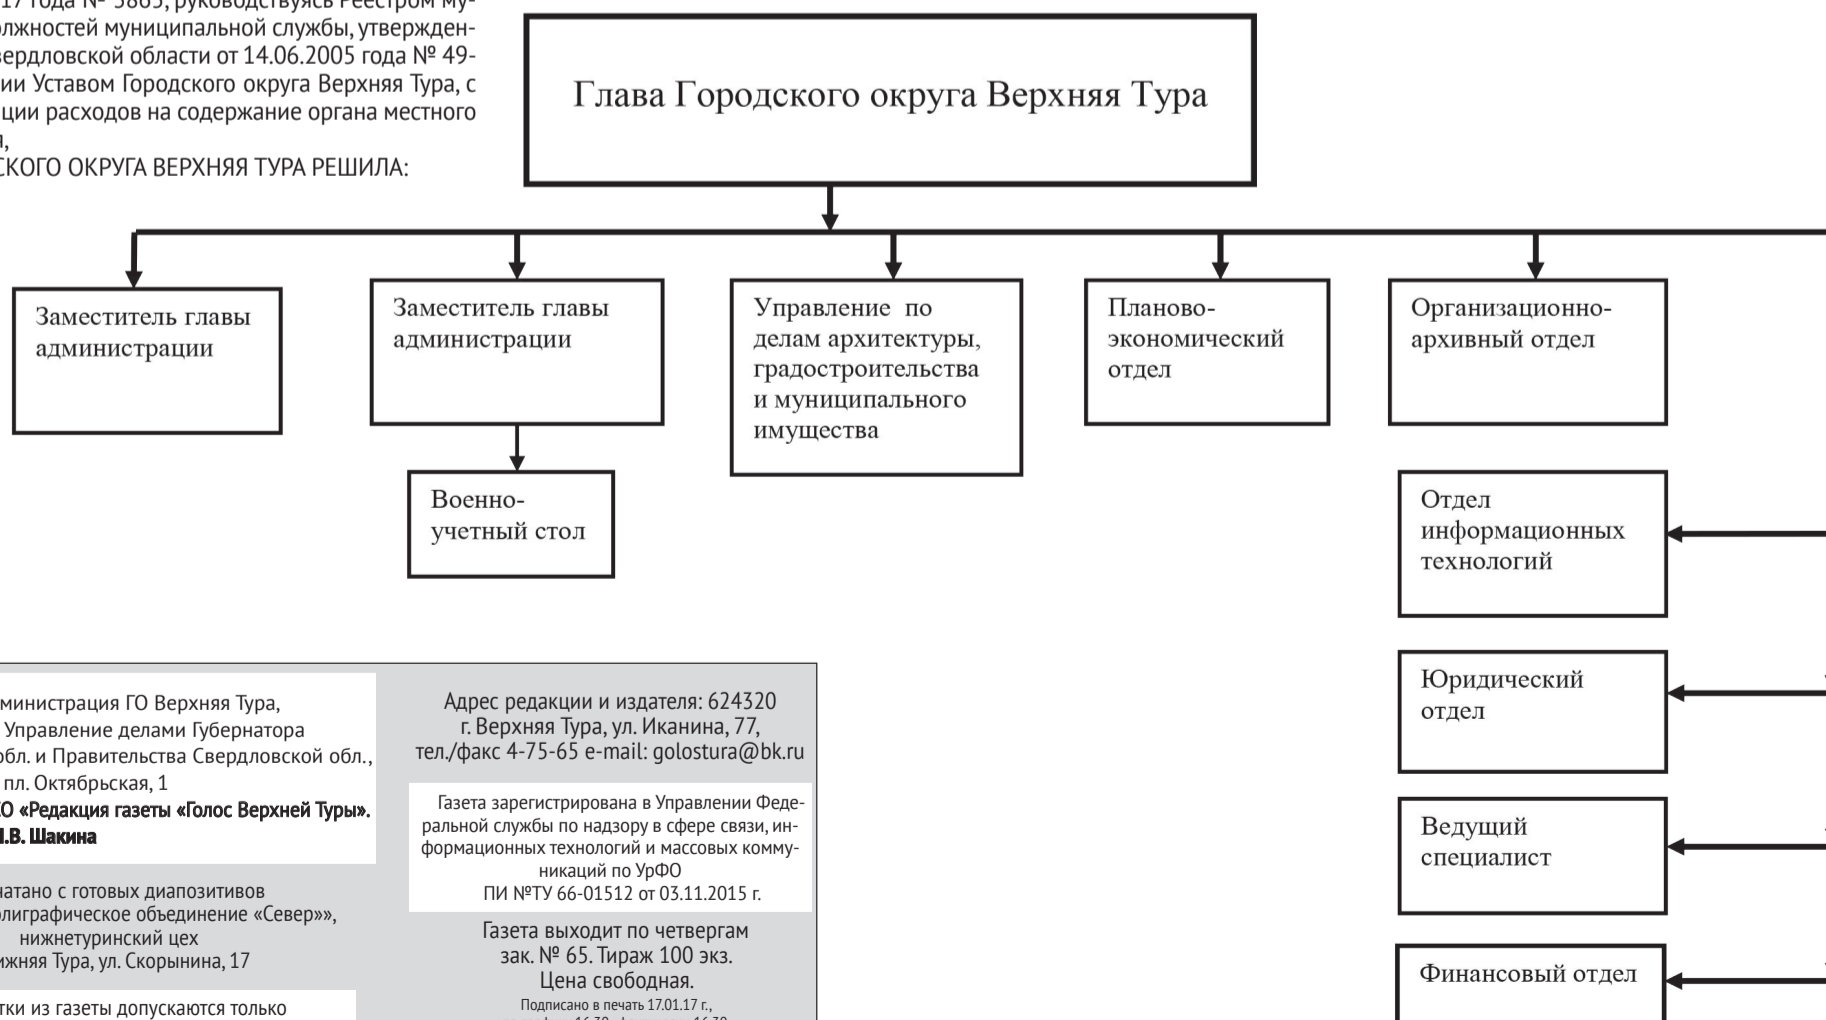 17 года № 5865, руководствуясь Реестром му-
олжностей муниципальной службы, утвержден-
вердловской области от 14.06.2005 года № 49-
ии Уставом Городского округа Верхняя Тура, с
ции расходов на содержание органа местного
СКОГО ОКРУГА ВЕРХНЯЯ ТУРА РЕШИЛА:
Глава Городского округа Верхняя Тура
Заместитель главы
администрации
Заместитель главы
администрации
Военно-
учетный стол
Управление по
делам архитектуры,
градостроительства
и муниципального
имущества
Планово-
экономический
отдел
Организационно-
архивный отдел
Отдел
информационных
технологий
Юридический
отдел
Ведущий
специалист
Финансовый отдел
министрация ГО Верхняя Тура,
Управление делами Губернатора
обл. и Правительства Свердловской обл.,
пл. Октябрьская, 1
О «Редакция газеты «Голос Верхней Туры».
.В. Шакина
чатано с готовых диапозитивов
олиграфическое объединение «Север»»,
нижнетуринский цех
ижняя Тура, ул. Скорынина, 17
тки из газеты допускаются только
Адрес редакции и издателя: 624320
г. Верхняя Тура, ул. Иканина, 77,
тел./факс 4-75-65 e-mail: golostura@bk.ru
Газета зарегистрирована в Управлении Феде-
ральной службы по надзору в сфере связи, ин-
формационных технологий и массовых комму-
никаций по УрФО
ПИ №ТУ 66-01512 от 03.11.2015 г.
Газета выходит по четвергам
зак. № 65. Тираж 100 экз.
Цена свободная.
Подписано в печать 17.01.17 г.,